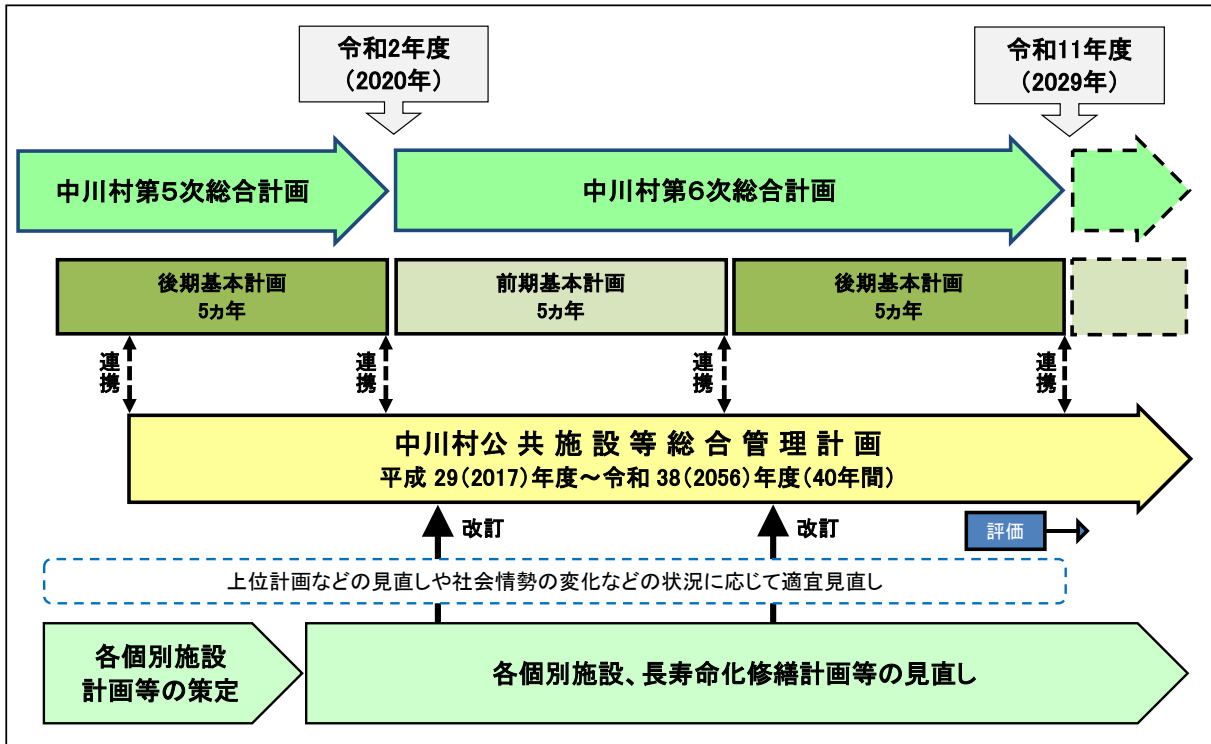 令和2年度
（2020年）
令和11年度
（2029年）
中川村第5次総合計画
中川村第6次総合計画
後期基本計画
5ヵ年
前期基本計画
5ヵ年
後期基本計画
5ヵ年
連携
連携
連携
連携
中川村公共施設等総合管理計画
平成 29（2017）年度～令和 38（2056）年度（40年間）
改訂
改訂
評価
上位計画などの見直しや社会情勢の変化などの状況に応じて適宜見直し
各個別施設
計画等の策定
各個別施設、長寿命化修繕計画等の見直し